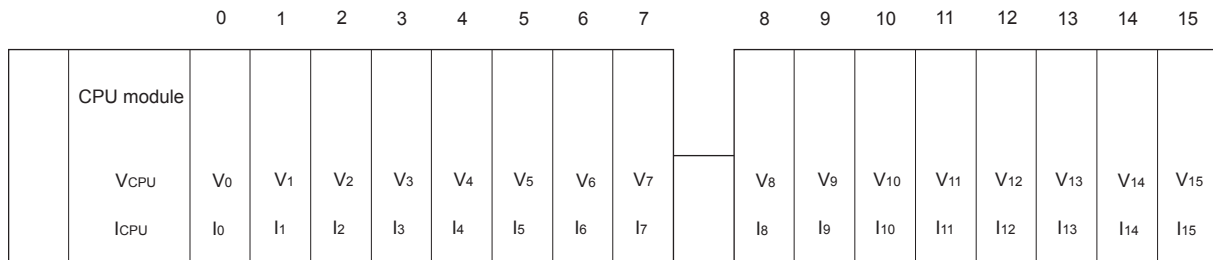 0 1 2 3 4 5 6 7 8 9 10 11 12 13 14 15
CPU module
VCPU V0 V1 V2 V3 V4 V5 V6 V7 V8 V9 V10 V11 V12 V13 V14 V15
ICPU I0 I1 I2 I3 I4 I5 I6 I7 I8 I9 I10 I11 I12 I13 I14 I15